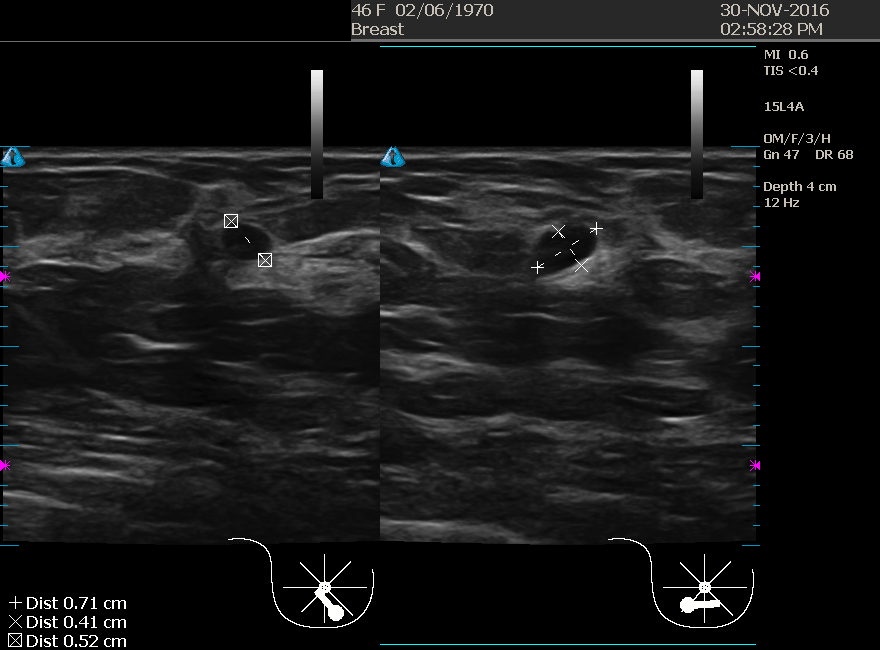 46 F 02/06/1970
Breast
30-NOV-2016
02:58:28 PM
MI 0.6
TIS <0.4
15L4A
OM/F/3/H
Gn 47 DR 68
Depth 4 cm
12 Hz
Dist 0.71 cm
Dist 0.41 cm
Dist 0.52 cm